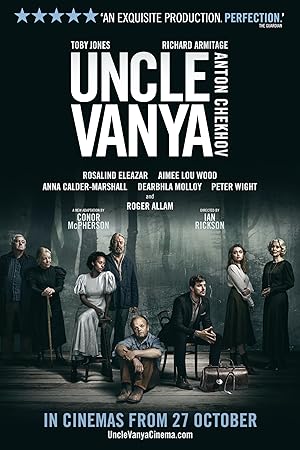 ★★★★★ 'AN EXQUISITE PRODUCTION. PERFECTION.'
THE GUARDIAN
TOBY JONES RICHARD ARMITAGE
UNCLE
VANYA
ANTON CHEKHOV
ROSALIND ELEAZAR AIMEE LOU WOOD
ANNA CALDER-MARSHALL DEARBHLA MOLLOY PETER WIGHT
and
ROGER ALLAM
A NEW ADAPTATION BY
CONOR
McPHERSON
DIRECTED BY
IAN
RICKSON
IN CINEMAS FROM 27 OCTOBER
UncleVanyaCinema.com